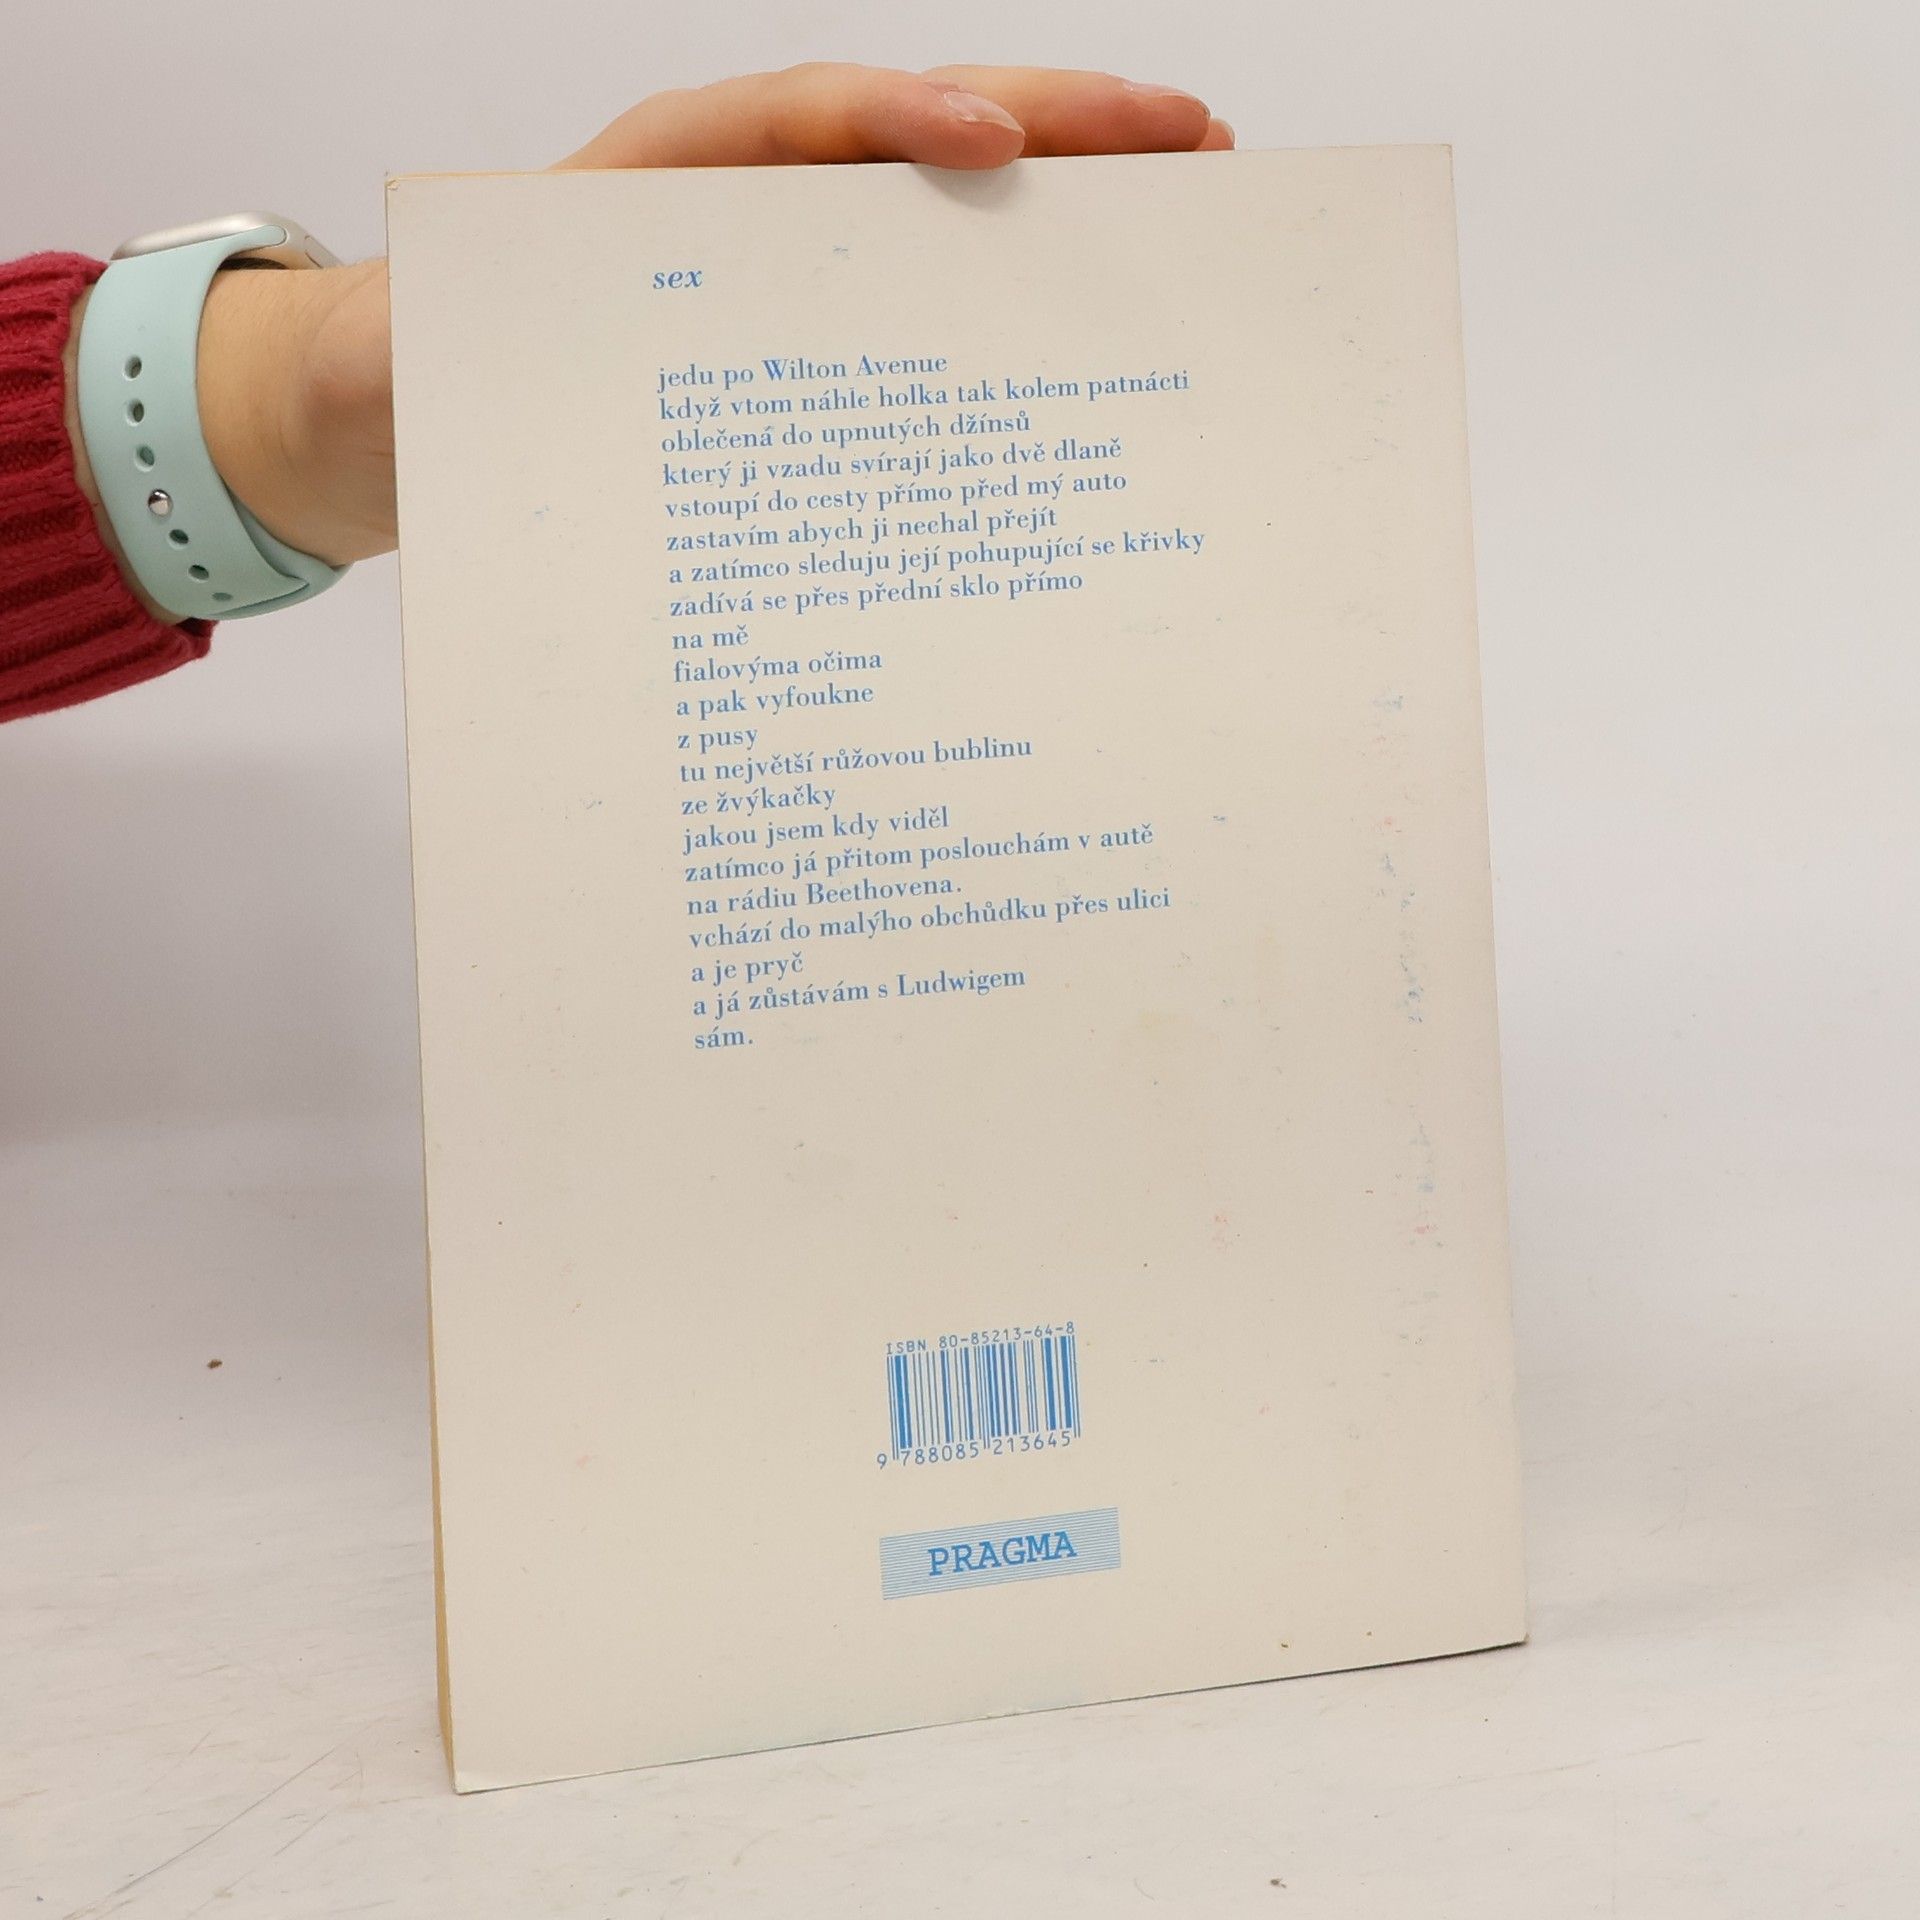 sex
jedu po Wilton Avenue
když vtom náhle holka tak kolem patnácti
oblečená do upnutých džínsů
který ji vzadu svírají jako dvě dlaně
vstoupí do cesty přímo před mý auto
zastavím abych ji nechal přejít
a zatímco sleduju její pohupující se křivky
zadívá se přes přední sklo přímo
na mě
fialovýma očima
a pak vyfoukne
z pusy
tu největší růžovou bublinu
ze žvýkačky
jakou jsem kdy viděl
zatímco já přitom poslouchám v autě
na rádiu Beethovena.
vchází do malýho obchůdku přes ulici
a je pryč
a já zůstávám s Ludwigem
sám.
ISBN 80-85213-64-8
9 788085 213645
PRAGMA